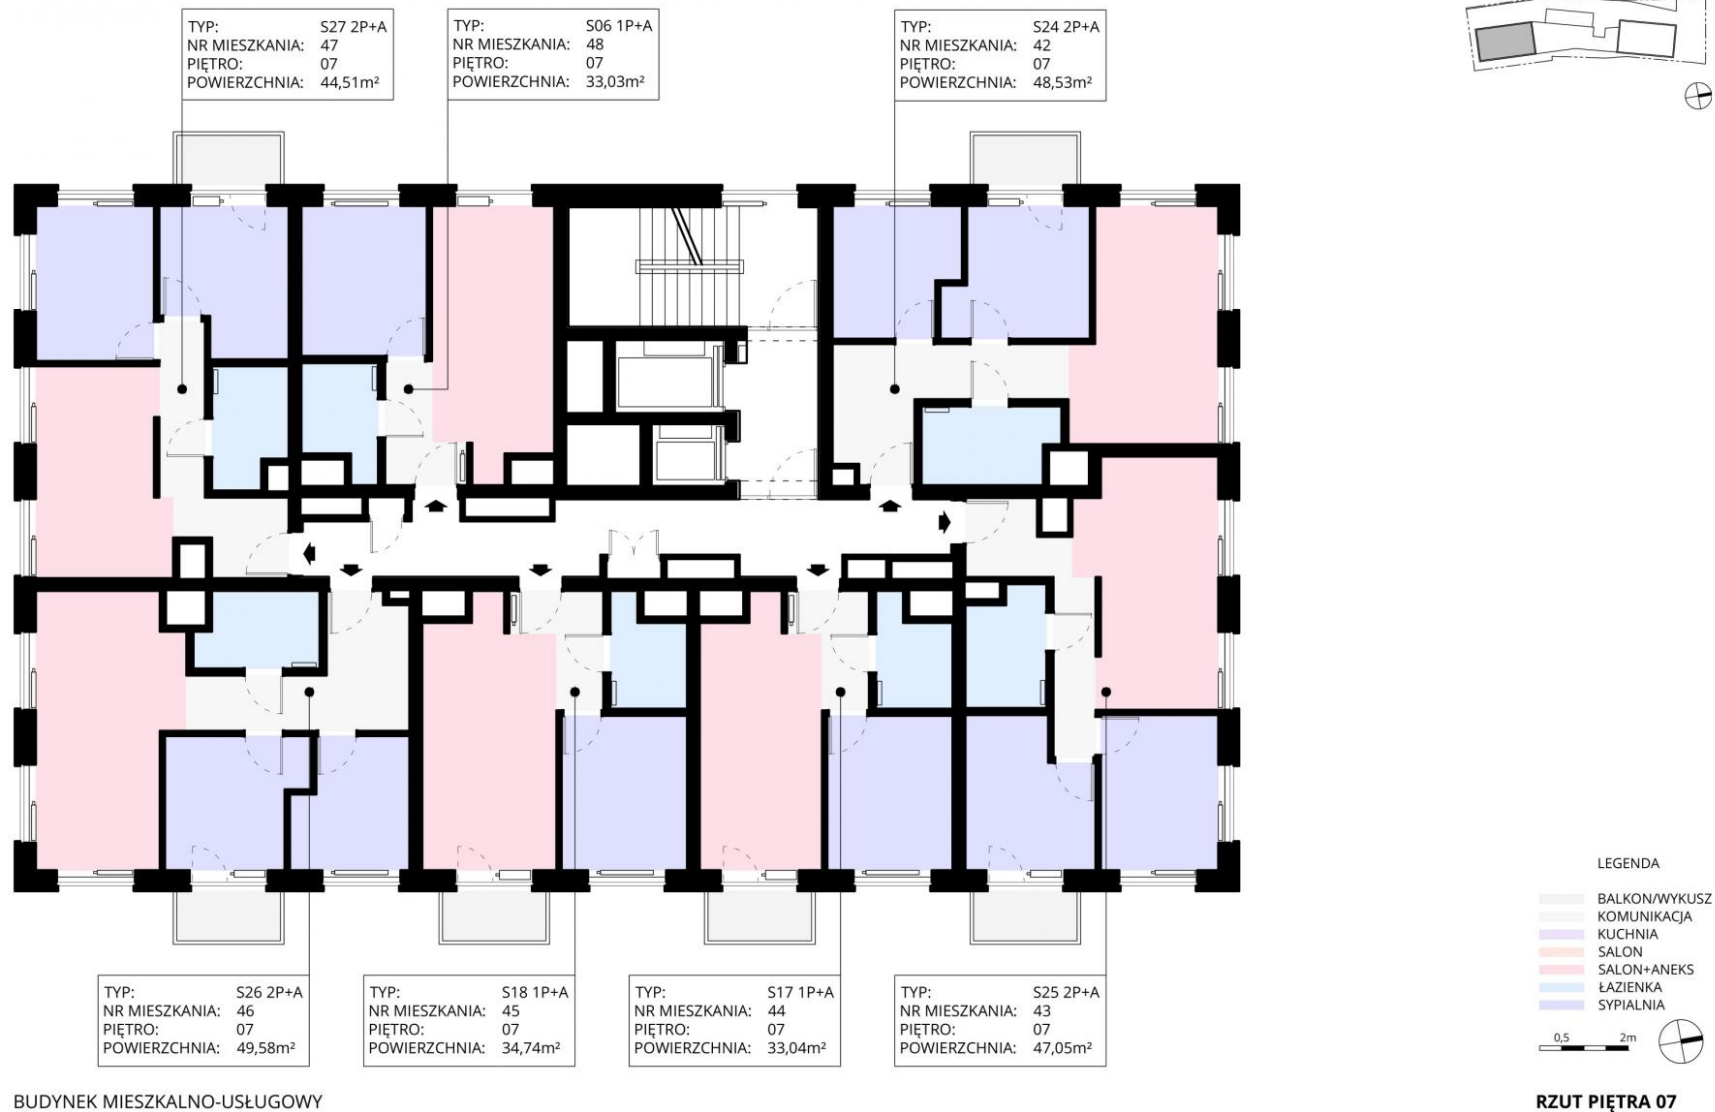 TYP: S27 2P+A
NR MIESZKANIA: 47
PIĘTRO: 07
POWIERZCHNIA: 44,51m²
TYP: S06 1P+A
NR MIESZKANIA: 48
PIĘTRO: 07
POWIERZCHNIA: 33,03m²
TYP: S24 2P+A
NR MIESZKANIA: 42
PIĘTRO: 07
POWIERZCHNIA: 48,53m²
TYP: S26 2P+A
NR MIESZKANIA: 46
PIĘTRO: 07
POWIERZCHNIA: 49,58m²
TYP: S18 1P+A
NR MIESZKANIA: 45
PIĘTRO: 07
POWIERZCHNIA: 34,74m²
TYP: S17 1P+A
NR MIESZKANIA: 44
PIĘTRO: 07
POWIERZCHNIA: 33,04m²
TYP: S25 2P+A
NR MIESZKANIA: 43
PIĘTRO: 07
POWIERZCHNIA: 47,05m²
LEGENDA
BALKON/WYKUSZ
KOMUNIKACJA
KUCHNIA
SALON
SALON+ANEKS
ŁAZIENKA
SYPIALNIA
0,5 2m
BUDYNEK MIESZKALNO-USŁUGOWY
RZUT PIĘTRA 07